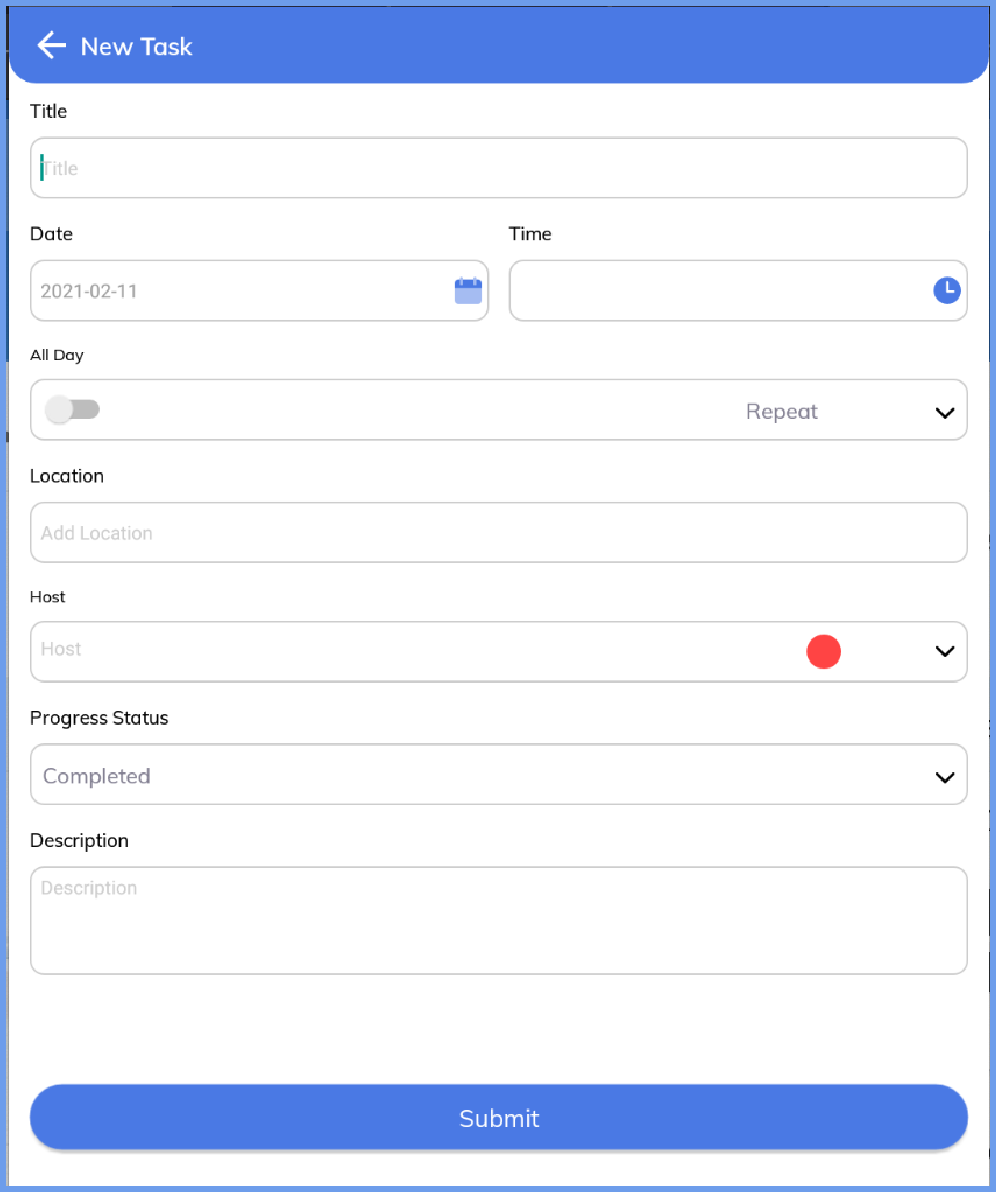 New Task
Title
Title
Date Time
2021-02-11
All Day
Repeat
Location
Add Location
Host
Host
Progress Status
Completed
Description
Description
Submit